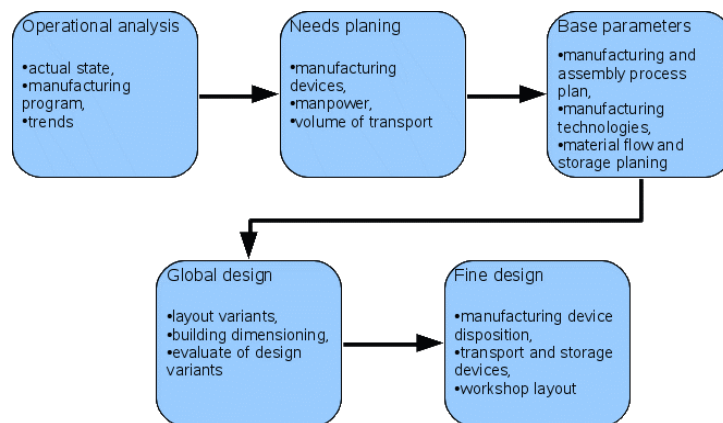 Operational analysis
•actual state,
•manufacturing
program,
•trends
Needs planing
•manufacturing
devices,
•manpower,
•volume of transport
Base parameters
•manufacturing and
assembly process
plan,
•manufacturing
technologies,
•material flow and
storage planing
Global design
•layout variants,
•building dimensioning,
•evaluate of design
variants
Fine design
•manufacturing device
disposition,
•transport and storage
devices,
•workshop layout